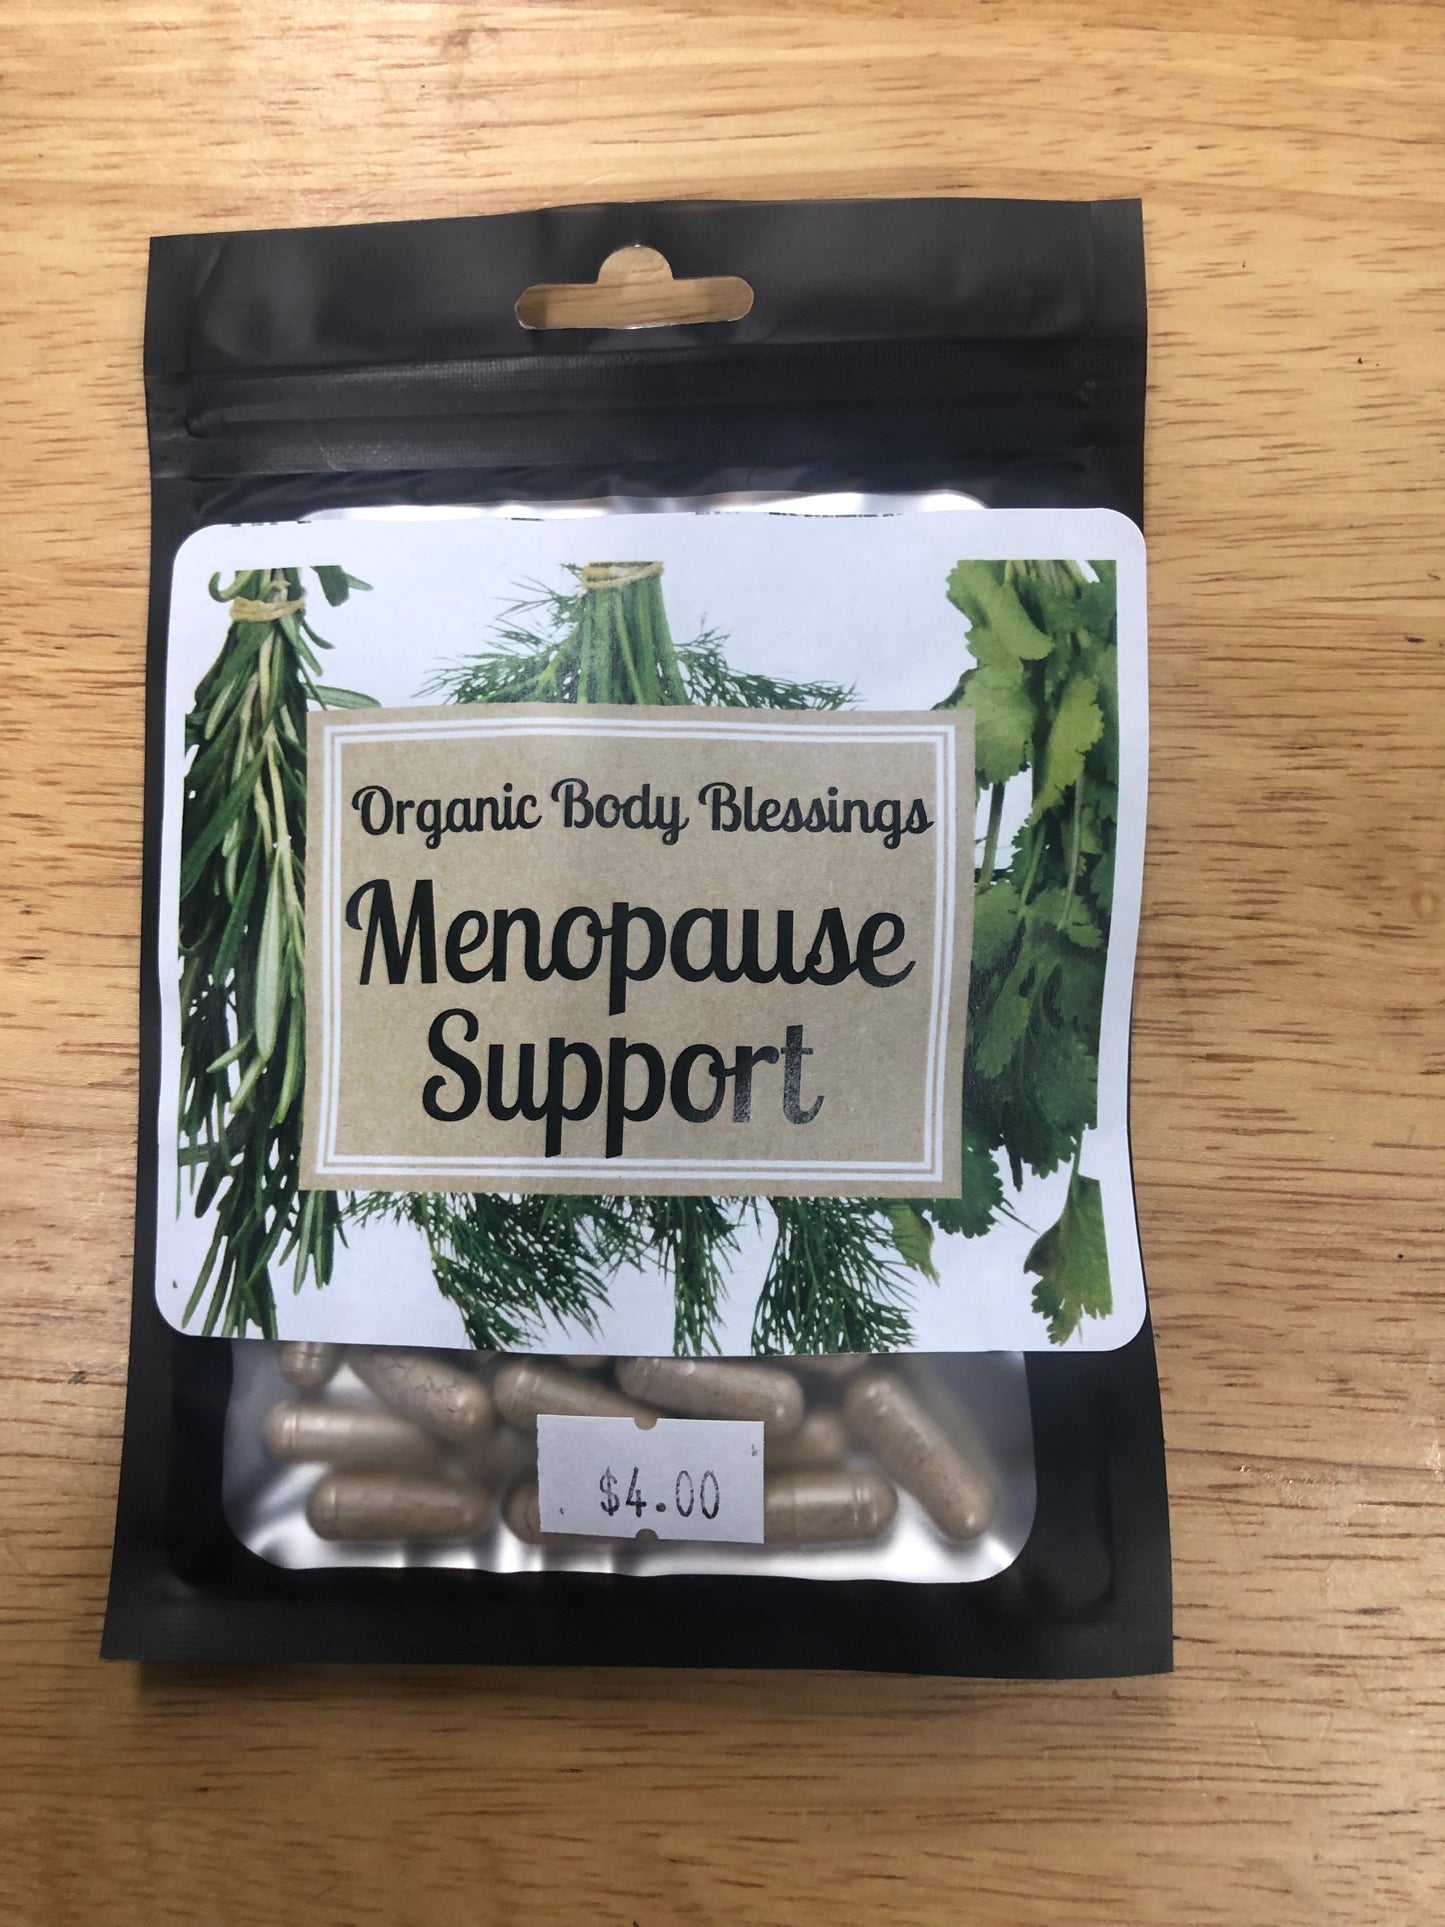 Organic Body Blessings
Menopause
Support
$4.00